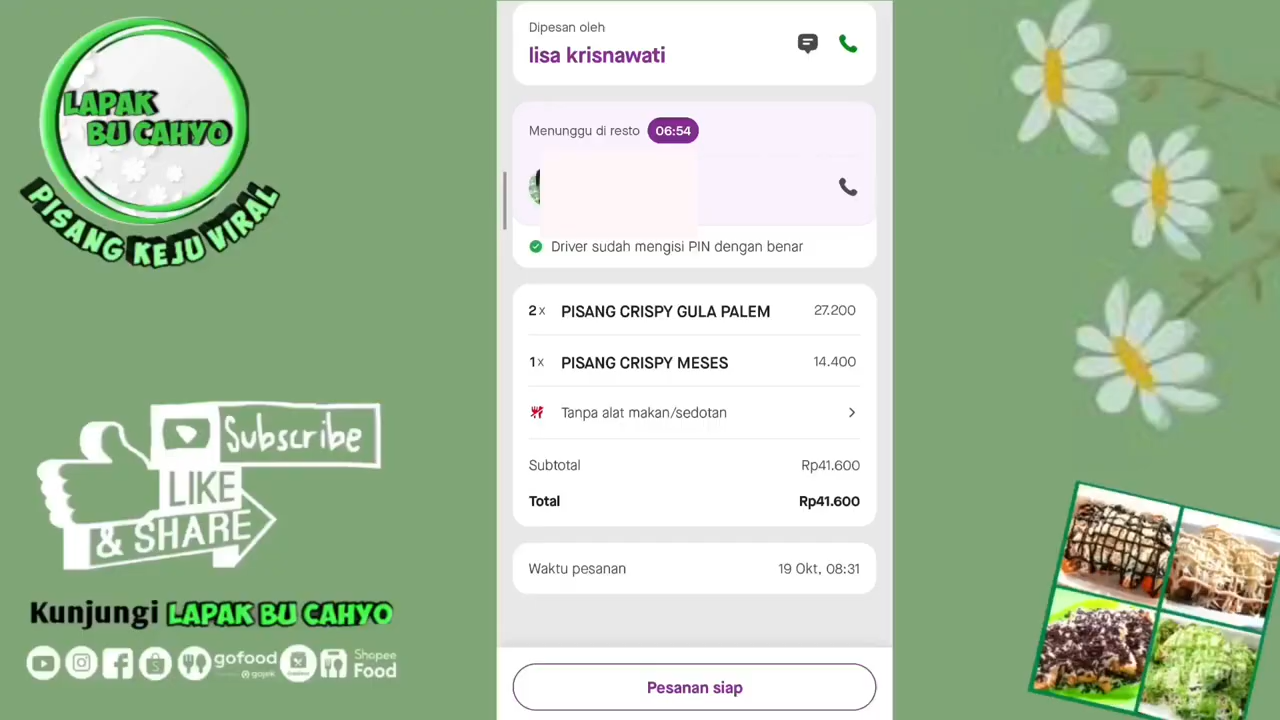 LAPAK
BU CAHYO
PISANG KEJU VIRAL
Subscribe
LIKE
& SHARE
Kunjungi LAPAK BU CAHYO
gofood
gojek
Shopee
Food
Dipesan oleh
lisa krisnawati
Menunggu di resto 06:54
Driver sudah mengisi PIN dengan benar
2x PISANG CRISPY GULA PALEM 27.200
1x PISANG CRISPY MESES 14.400
Tanpa alat makan/sedotan
Subtotal Rp41.600
Total Rp41.600
Waktu pesanan 19 Okt, 08:31
Pesanan siap